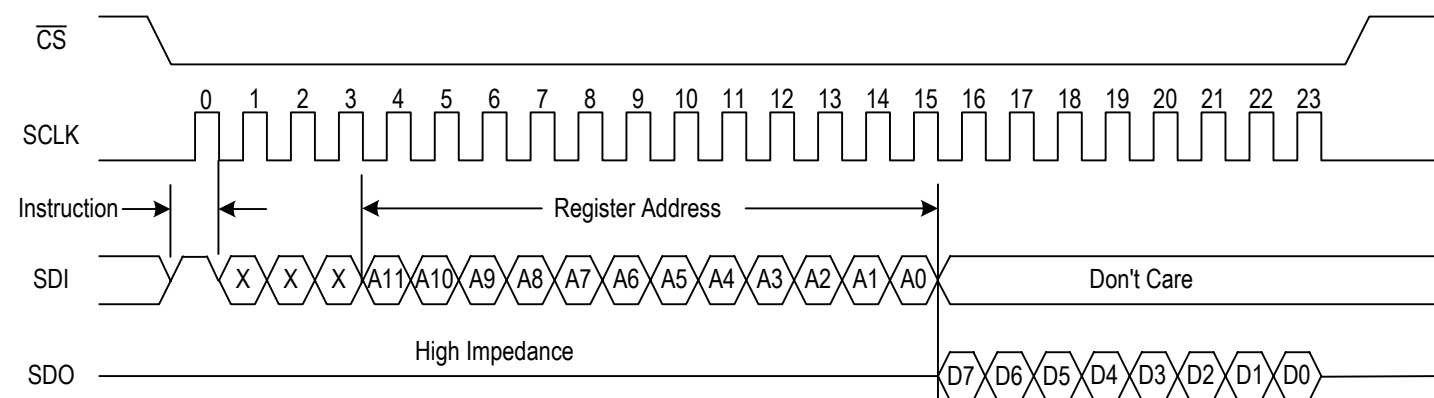 CS
0 1 2 3 4 5 6 7 8 9 10 11 12 13 14 15 16 17 18 19 20 21 22 23
SCLK
Instruction Register Address
SDI X X X A11 A10 A9 A8 A7 A6 A5 A4 A3 A2 A1 A0 Don't Care
High Impedance
SDO D7 D6 D5 D4 D3 D2 D1 D0